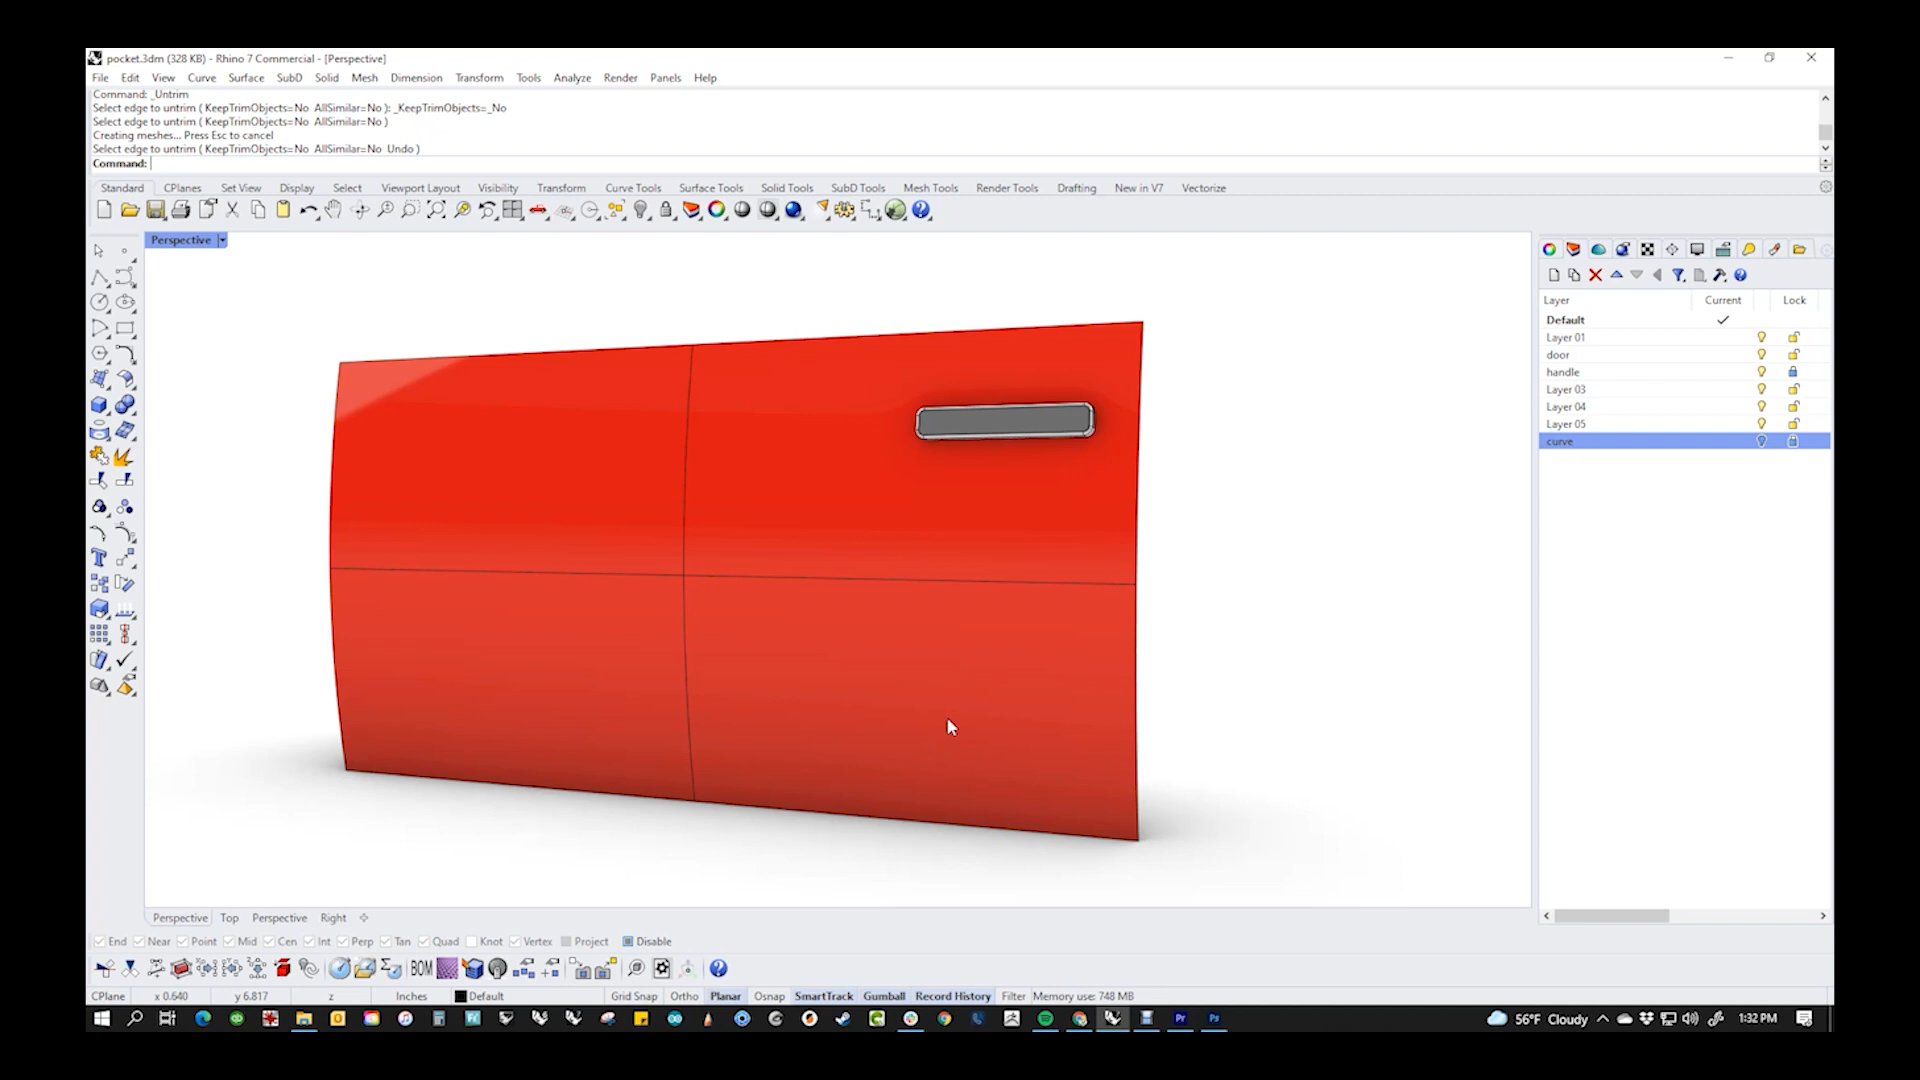 pocket.3dm (328 KB) - Rhino 7 Commercial - [Perspective]
File Edit View Curve Surface SubD Solid Mesh Dimension Transform Tools Analyze Render Panels Help
Command: _Untrim
Select edge to untrim ( KeepTrimObjects=No AllSimilar=No ): _KeepTrimObjects=_No
Select edge to untrim ( KeepTrimObjects=No AllSimilar=No )
Creating meshes... Press Esc to cancel
Select edge to untrim ( KeepTrimObjects=No AllSimilar=No Undo )
Command:
Standard CPlanes Set View Display Select Viewport Layout Visibility Transform Curve Tools Surface Tools Solid Tools SubD Tools Mesh Tools Render Tools Drafting New in V7 Vectorize
Perspective
Layer Current Lock
Default
Layer 01
door
handle
Layer 03
Layer 04
Layer 05
curve
Perspective Top Perspective Right
End Near Point Mid Cen Int Perp Tan Quad Knot Vertex Project Disable
BOM
CPlane x 0.640 y 6.817 z Inches Default Grid Snap Ortho Planar Osnap SmartTrack Gumball Record History Filter Memory use: 748 MB
Pr Ps 56°F Cloudy 1:32 PM